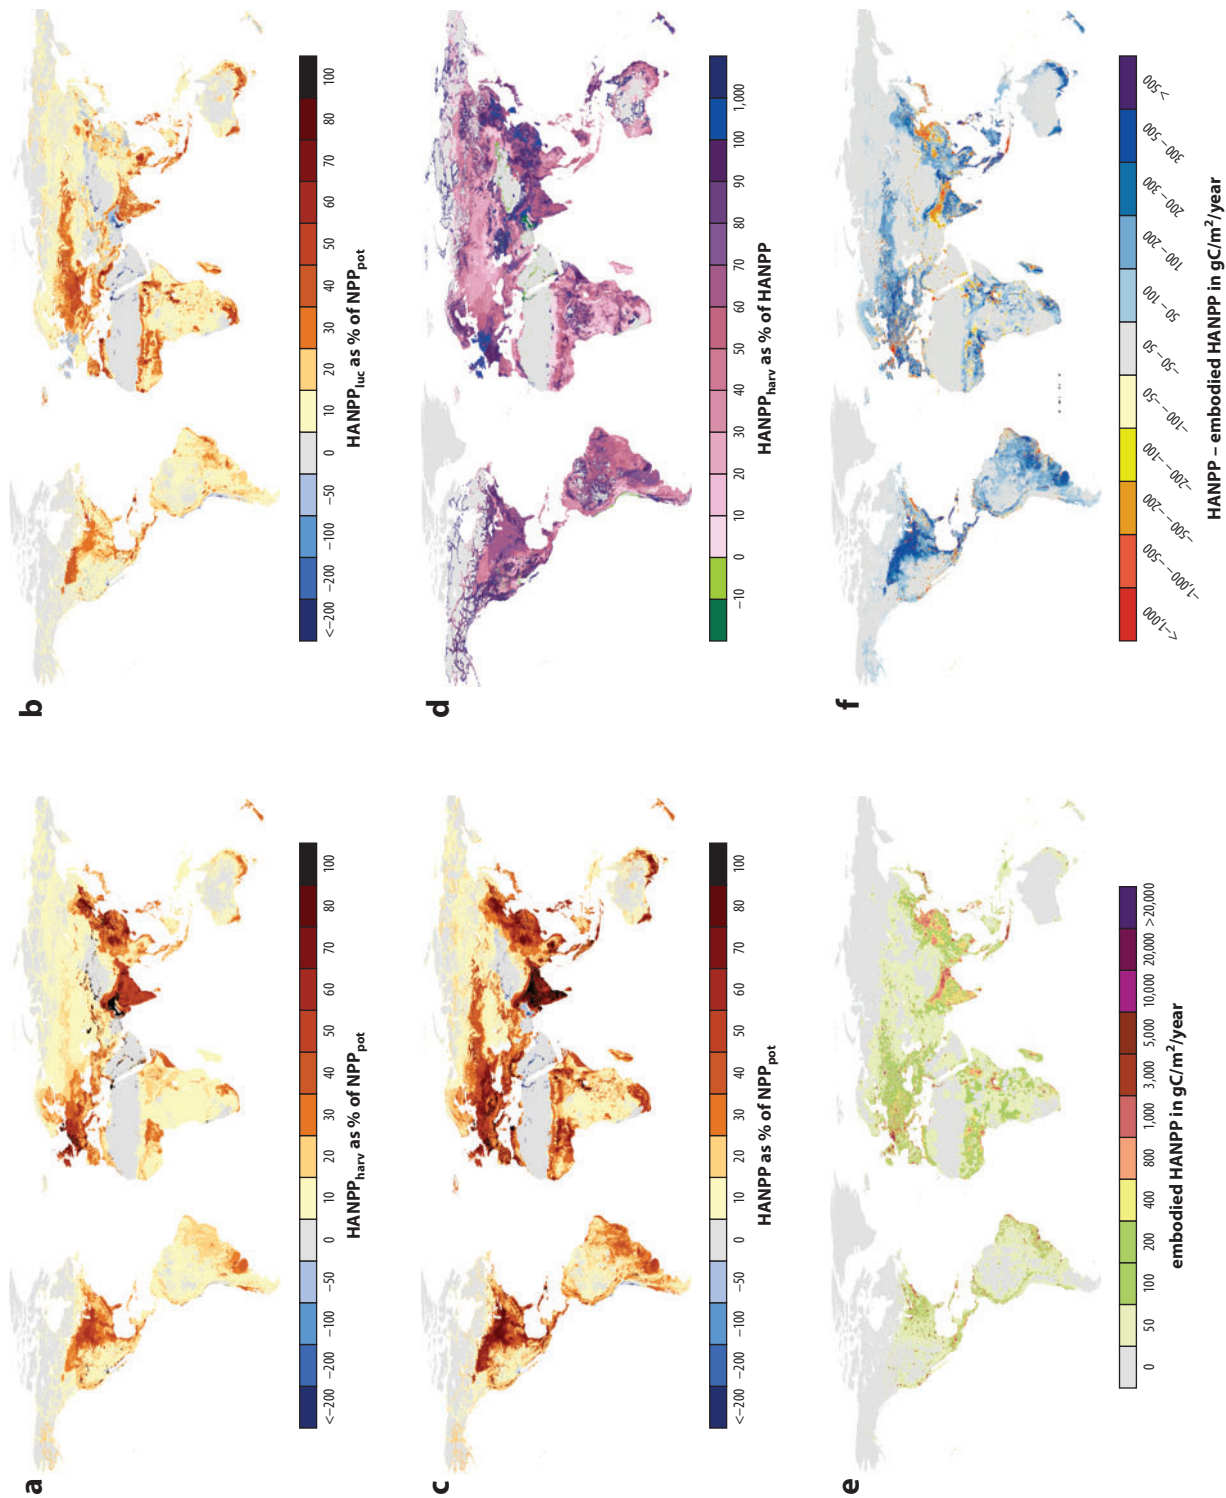 a
<–200 –200 –100 –50 0 10 20 30 40 50 60 70 80 100
HANPPharv as % of NPPpot
b
<–200 –200 –100 –50 0 10 20 30 40 50 60 70 80 100
HANPPluc as % of NPPpot
c
<–200 –200 –100 –50 0 10 20 30 40 50 60 70 80 100
HANPP as % of NPPpot
d
–10 0 10 20 30 40 50 60 70 80 90 100 1,000
HANPPharv as % of HANPP
e
0 50 100 200 400 800 1,000 3,000 5,000 10,000 20,000 >20,000
embodied HANPP in gC/m²/year
f
<–1,000 –1,000––500 –500––200 –200––100 –100––50 –50–50 50–100 100–200 200–300 300–500 >500
HANPP – embodied HANPP in gC/m²/year